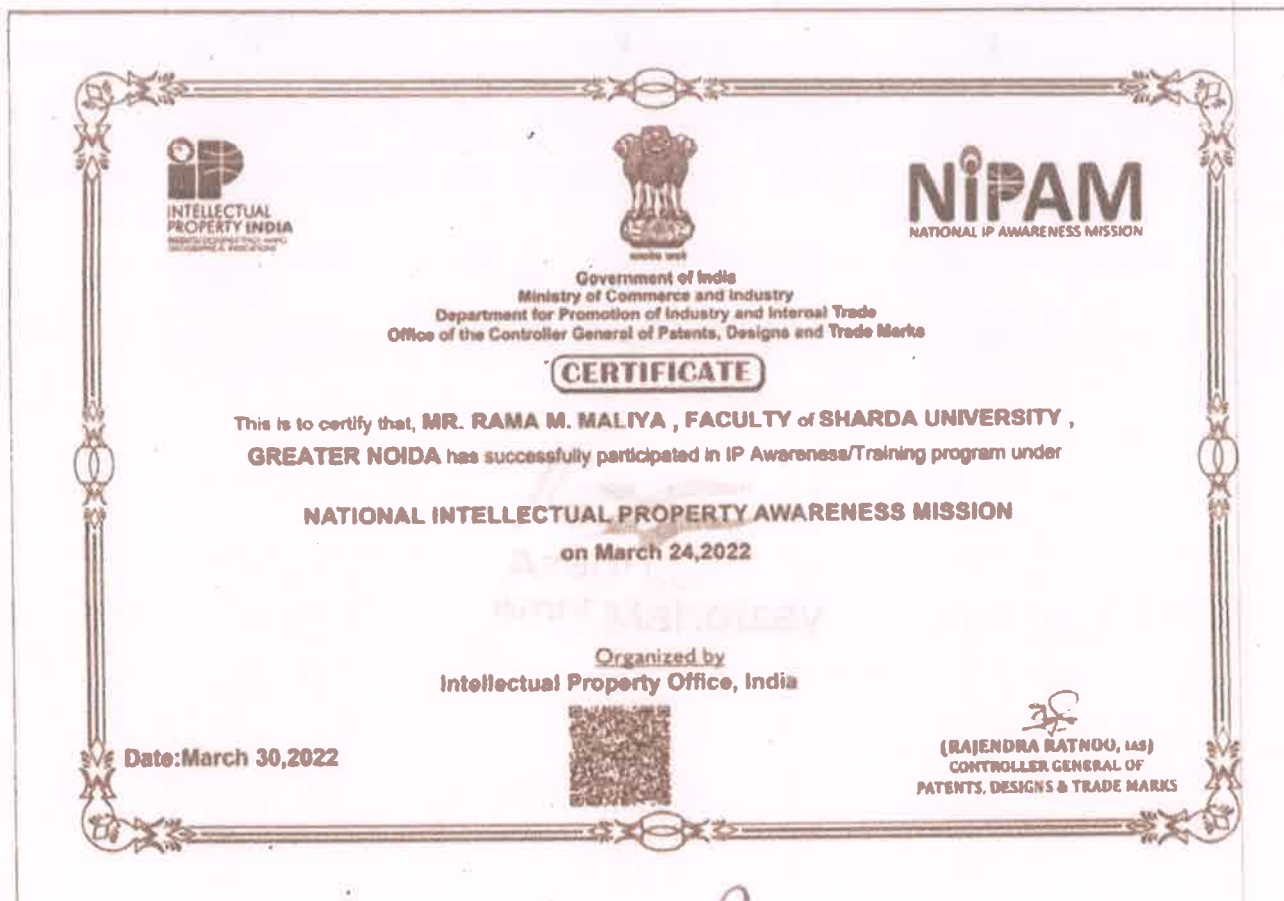 iP
INTELLECTUAL
PROPERTY INDIA
NiPAM
NATIONAL IP AWARENESS MISSION
Government of India
Ministry of Commerce and Industry
Department for Promotion of Industry and Internal Trade
Office of the Controller General of Patents, Designs and Trade Marks
CERTIFICATE
This is to certify that, MR. RAMA M. MALIYA , FACULTY of SHARDA UNIVERSITY ,
GREATER NOIDA has successfully participated in IP Awareness/Training program under
NATIONAL INTELLECTUAL PROPERTY AWARENESS MISSION
on March 24,2022
Organized by
Intellectual Property Office, India
Date:March 30,2022
(RAJENDRA RATNOO, IAS)
CONTROLLER GENERAL OF
PATENTS, DESIGNS & TRADE MARKS